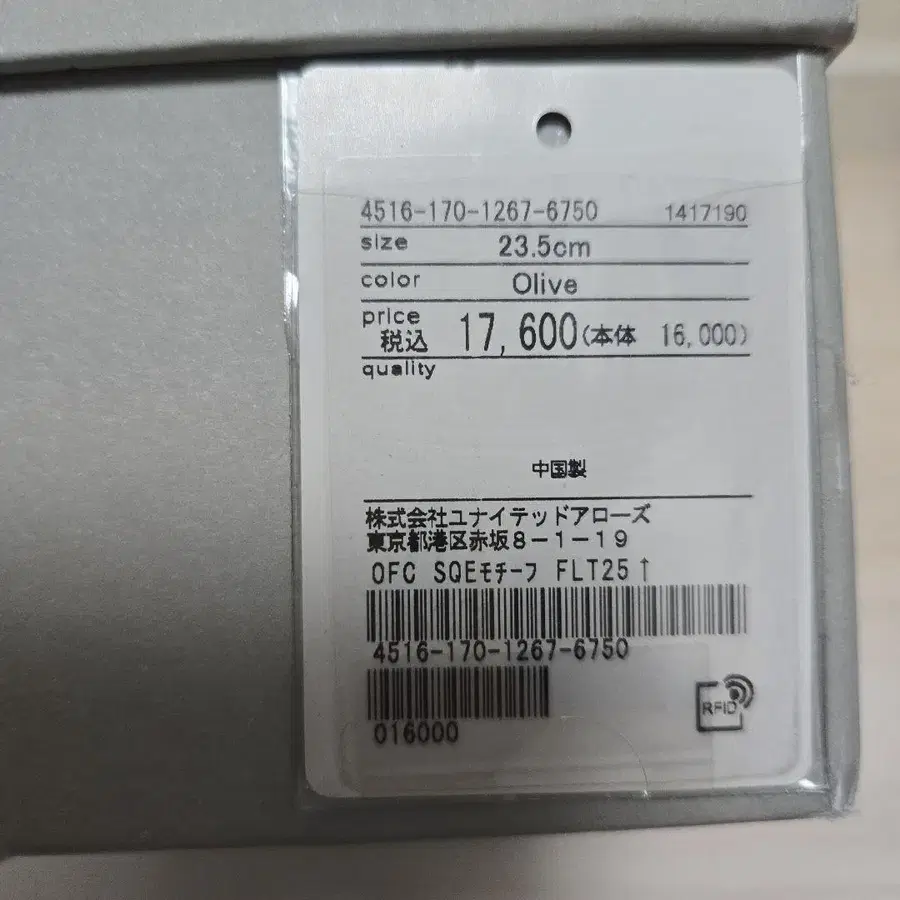 4516-170-1267-6750 1417190
size 23.5cm
color Olive
price
税込 17,600(本体 16,000)
quality
中国製
株式会社ユナイテッドアローズ
東京都港区赤坂8-1-19
OFC SQEモチーフ FLT25↑
4516-170-1267-6750
016000
RFID